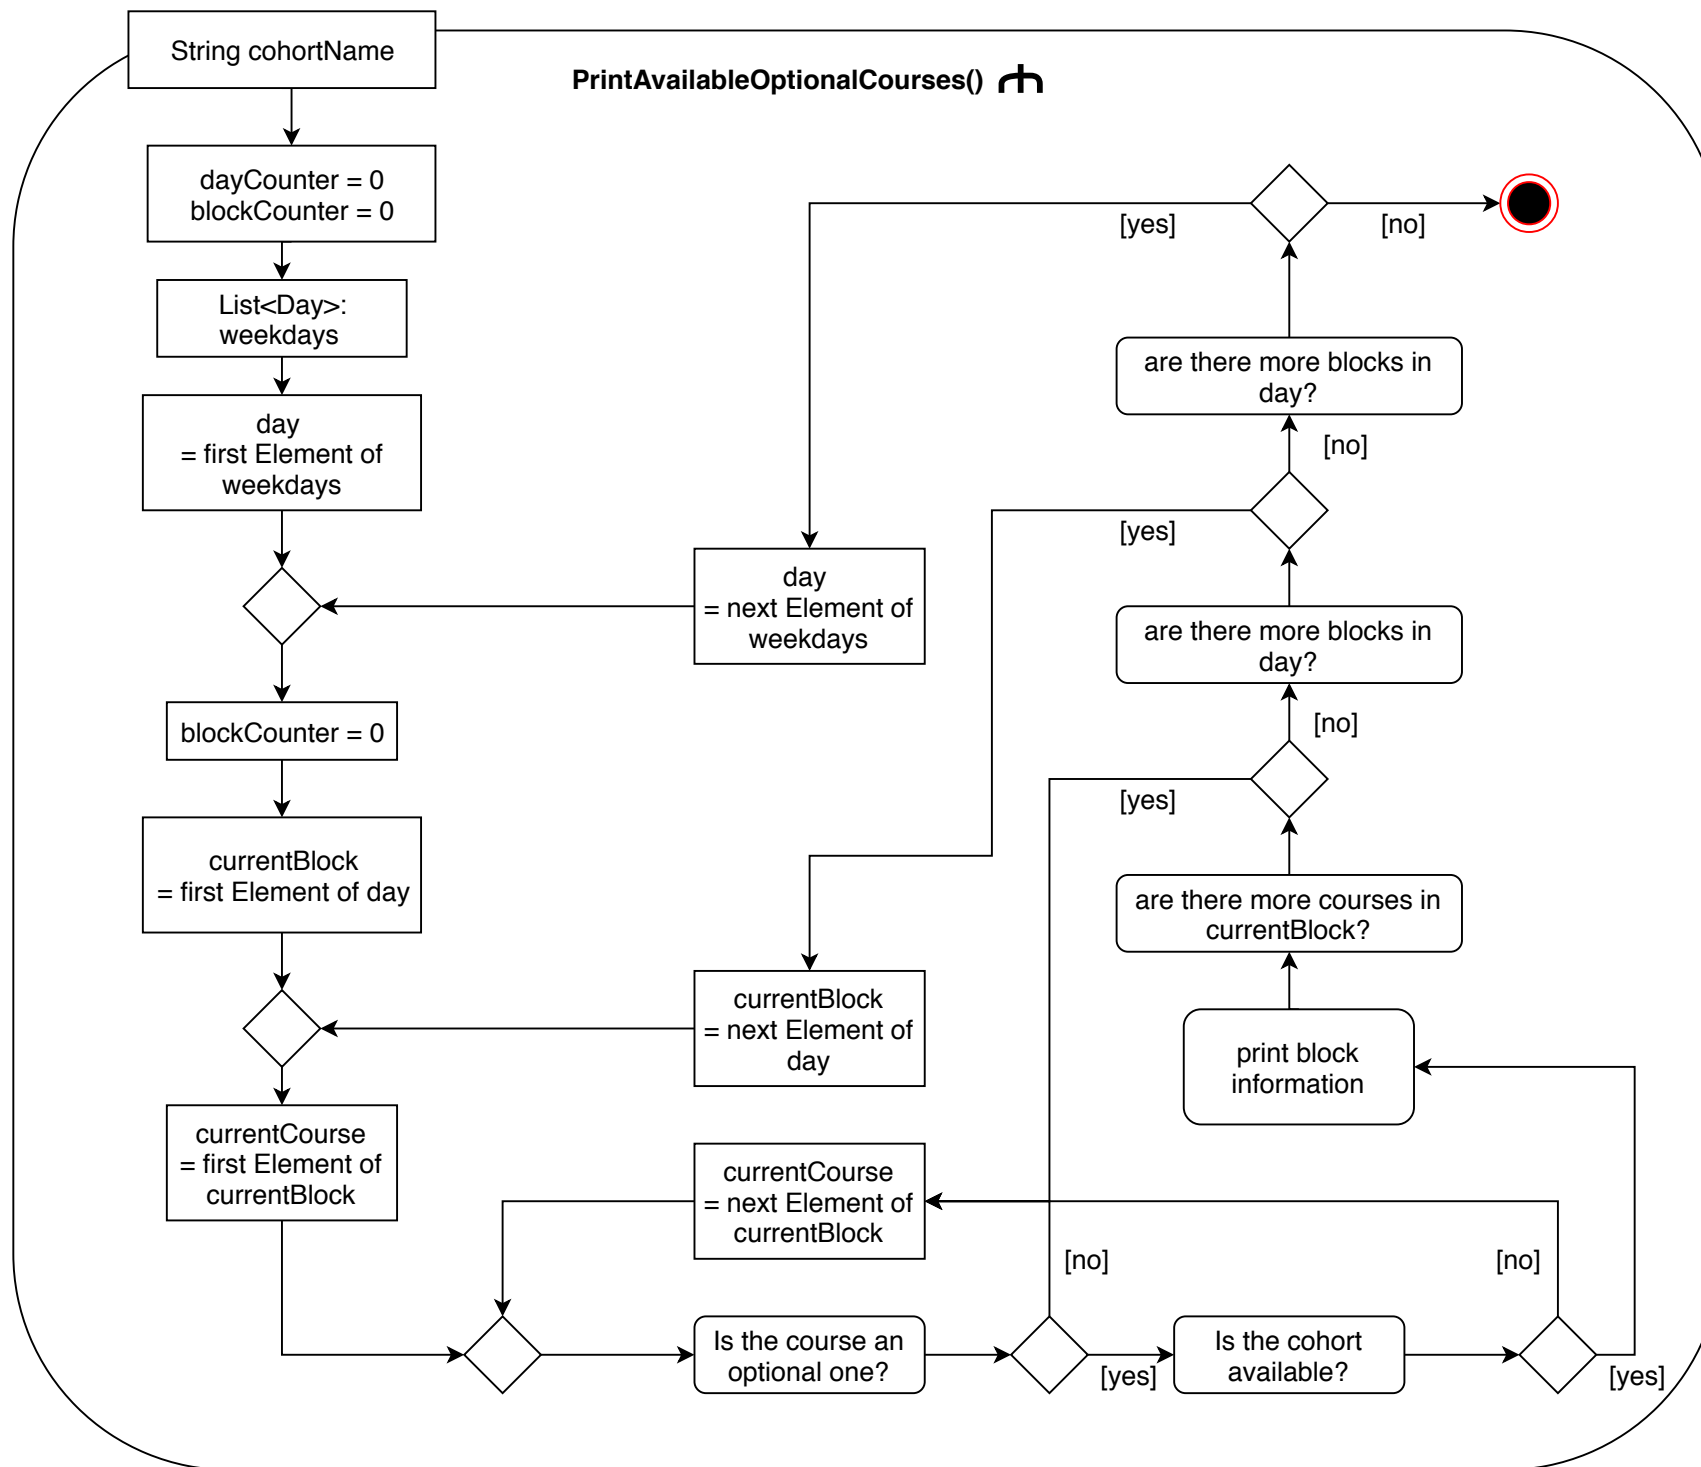 String cohortName
PrintAvailableOptionalCourses()
dayCounter = 0
blockCounter = 0
List<Day>:
weekdays
day
= first Element of
weekdays
blockCounter = 0
currentBlock
= first Element of day
currentCourse
= first Element of
currentBlock
day
= next Element of
weekdays
currentBlock
= next Element of
day
currentCourse
= next Element of
currentBlock
Is the course an
optional one?
[no]
[yes]
Is the cohort
available?
[no]
[yes]
print block
information
are there more courses in
currentBlock?
[yes]
[no]
are there more blocks in
day?
[yes]
[no]
are there more blocks in
day?
[yes]
[no]